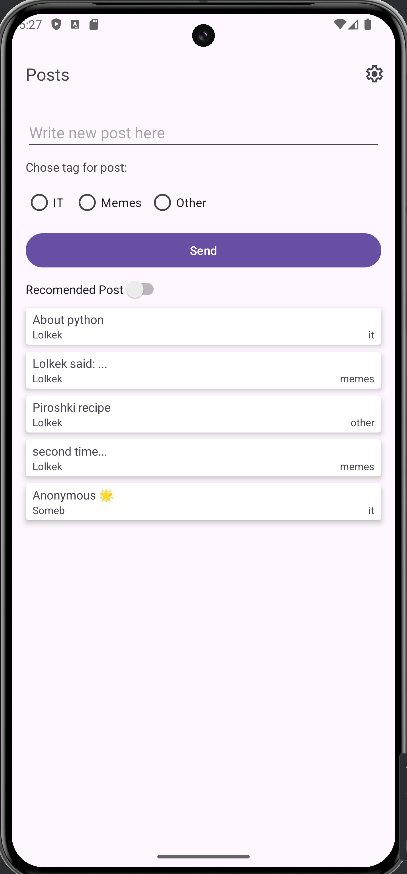 5:27
Posts
Write new post here
Chose tag for post:
IT Memes Other
Send
Recomended Post
About python
Lolkek it
Lolkek said: ...
Lolkek memes
Piroshki recipe
Lolkek other
second time...
Lolkek memes
Anonymous 🌟
Someb it